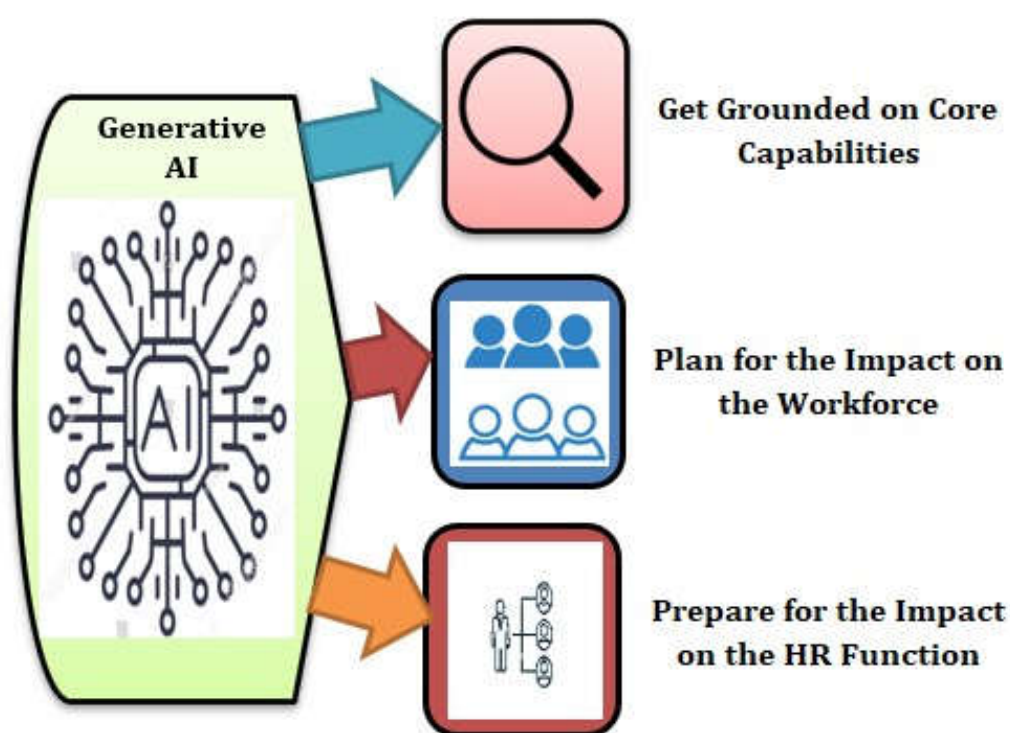 Generative
AI
AI
Get Grounded on Core
Capabilities
Plan for the Impact on
the Workforce
Prepare for the Impact
on the HR Function